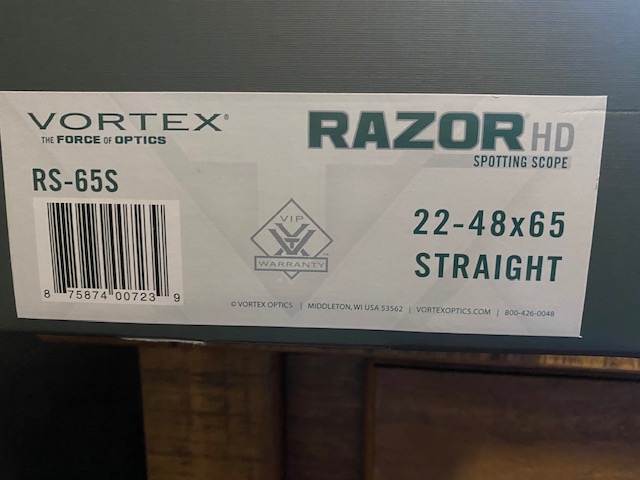 VORTEX®
THE FORCE OF OPTICS
RAZOR HD
SPOTTING SCOPE
RS-65S
8 75874 00723 9
VIP
WARRANTY™
22-48x65
STRAIGHT
© VORTEX OPTICS | MIDDLETON, WI USA 53562 | VORTEXOPTICS.COM | 800-426-0048